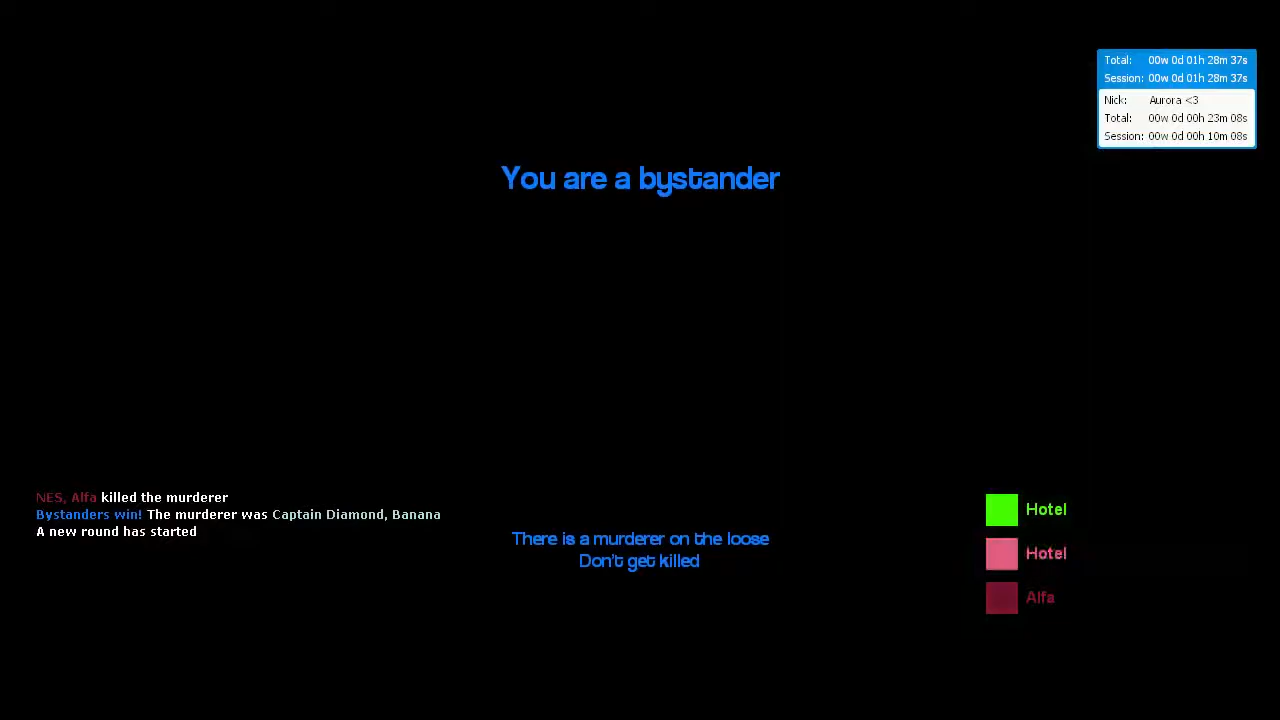 Total: 00w 0d 01h 28m 37s
Session: 00w 0d 01h 28m 37s
Nick: Aurora <3
Total: 00w 0d 00h 23m 08s
Session: 00w 0d 00h 10m 08s
You are a bystander
NES, Alfa killed the murderer
Bystanders win! The murderer was Captain Diamond, Banana
A new round has started
There is a murderer on the loose
Don't get killed
Hotel
Hotel
Alfa